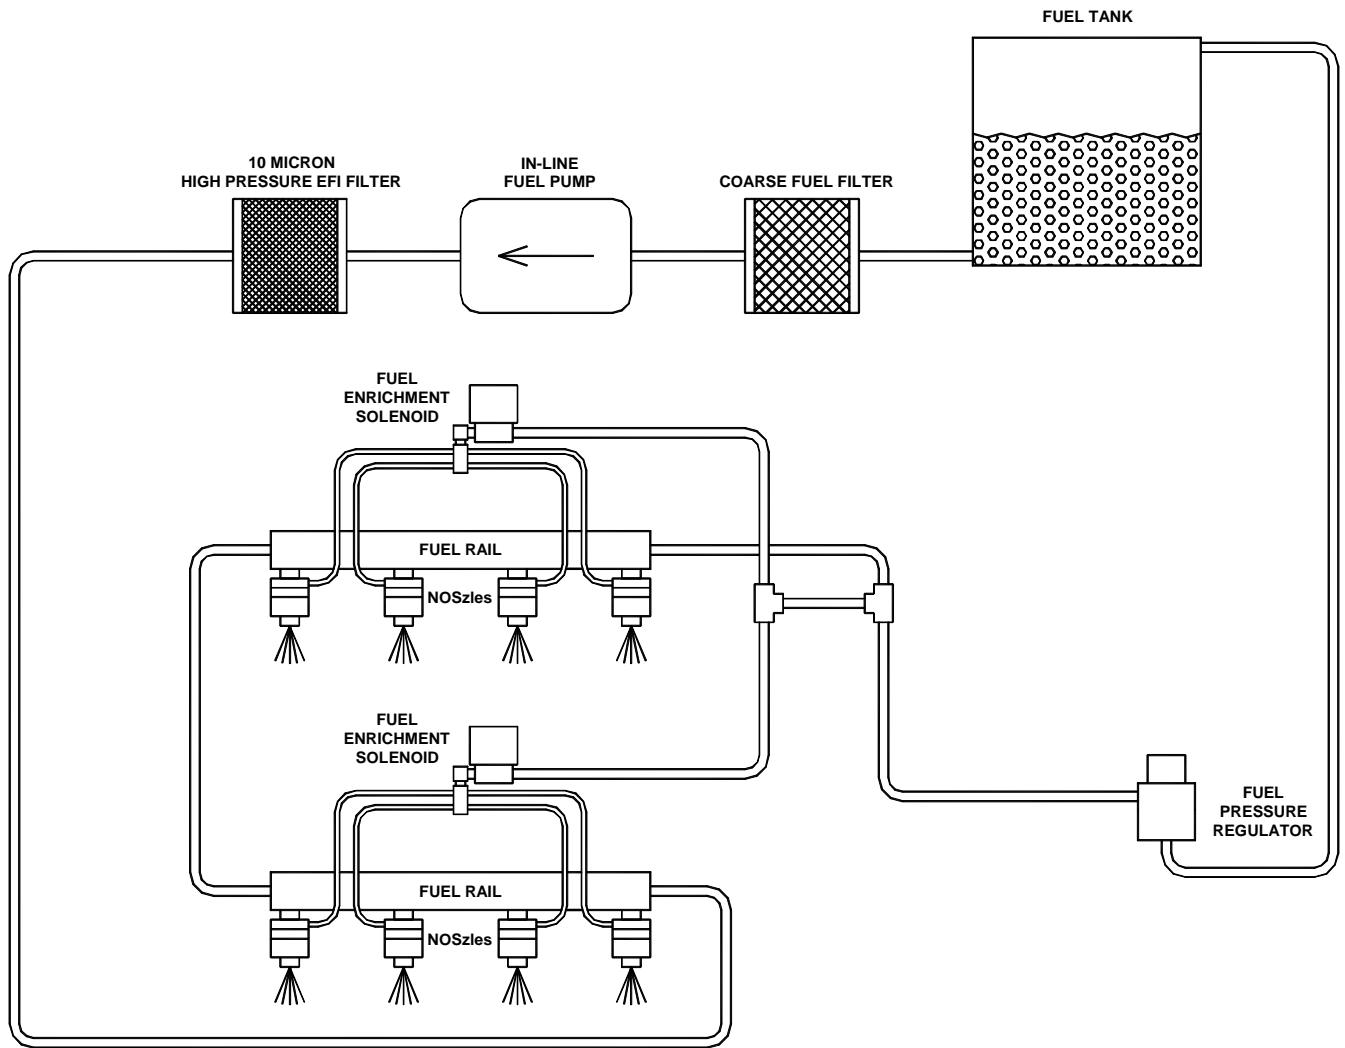 FUEL TANK
10 MICRON
HIGH PRESSURE EFI FILTER
IN-LINE
FUEL PUMP
COARSE FUEL FILTER
FUEL
ENRICHMENT
SOLENOID
FUEL RAIL
NOSzles
FUEL
ENRICHMENT
SOLENOID
FUEL
PRESSURE
REGULATOR
FUEL RAIL
NOSzles